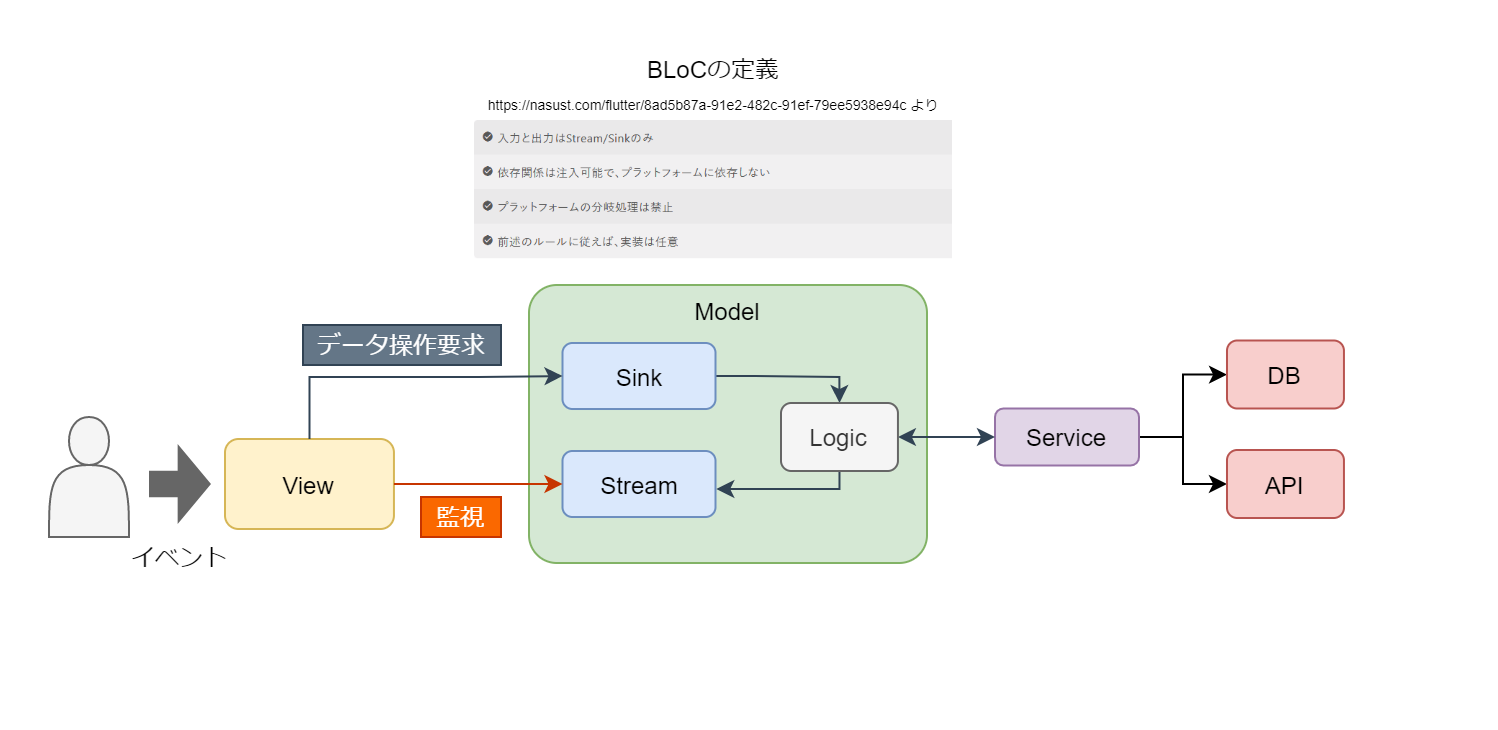 BLoCの定義
https://nasust.com/flutter/8ad5b87a-91e2-482c-91ef-79ee5938e94c より
入力と出力はStream/Sinkのみ
依存関係は注入可能で、プラットフォームに依存しない
プラットフォームの分岐処理は禁止
前述のルールに従えば、実装は任意
Model
データ操作要求
Sink
DB
Logic
Service
View
Stream
API
監視
イベント